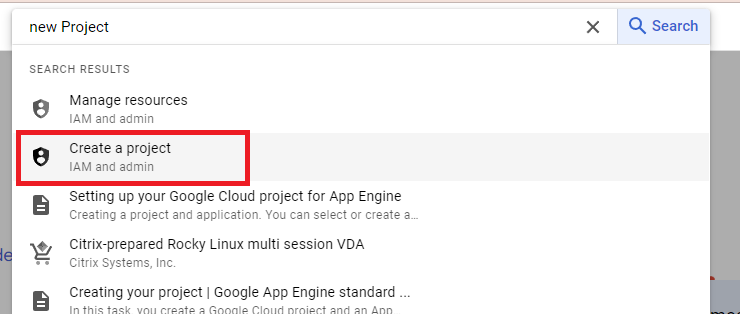 new Project
Search
SEARCH RESULTS
Manage resources
IAM and admin
Create a project
IAM and admin
Setting up your Google Cloud project for App Engine
Creating a project and application. You can select or create a…
Citrix-prepared Rocky Linux multi session VDA
Citrix Systems, Inc.
Creating your project | Google App Engine standard ...
In this task, you create a Google Cloud project and an App
de